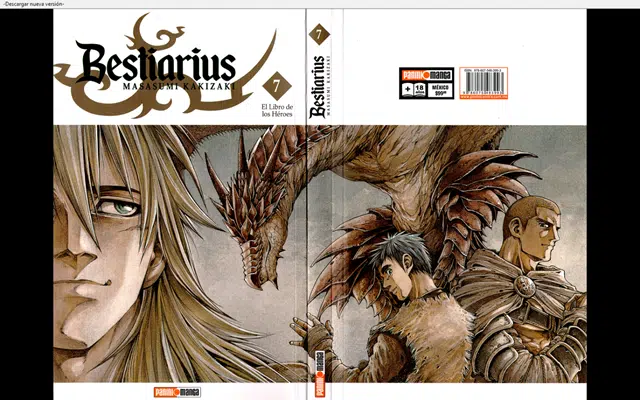 -Descargar nueva versión-
Bestiarius
MASASUMI KAKIZAKI
7
El Libro de
los Héroes
7
Bestiarius
MASASUMI KAKIZAKI
PANINI manga
+ 18 años
MÉXICO
PANINI manga
PANINI manga